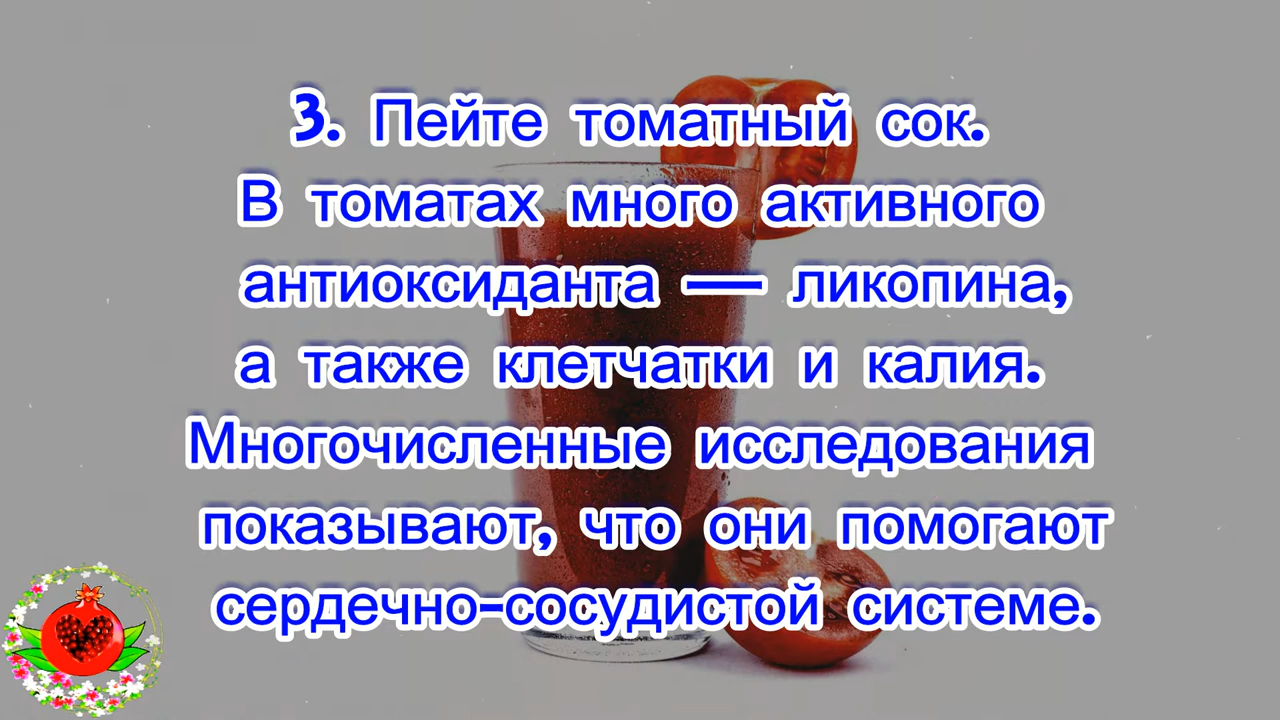 3. Пейте томатный сок.
В томатах много активного
антиоксиданта — ликопина,
а также клетчатки и калия.
Многочисленные исследования
показывают, что они помогают
сердечно-сосудистой системе.